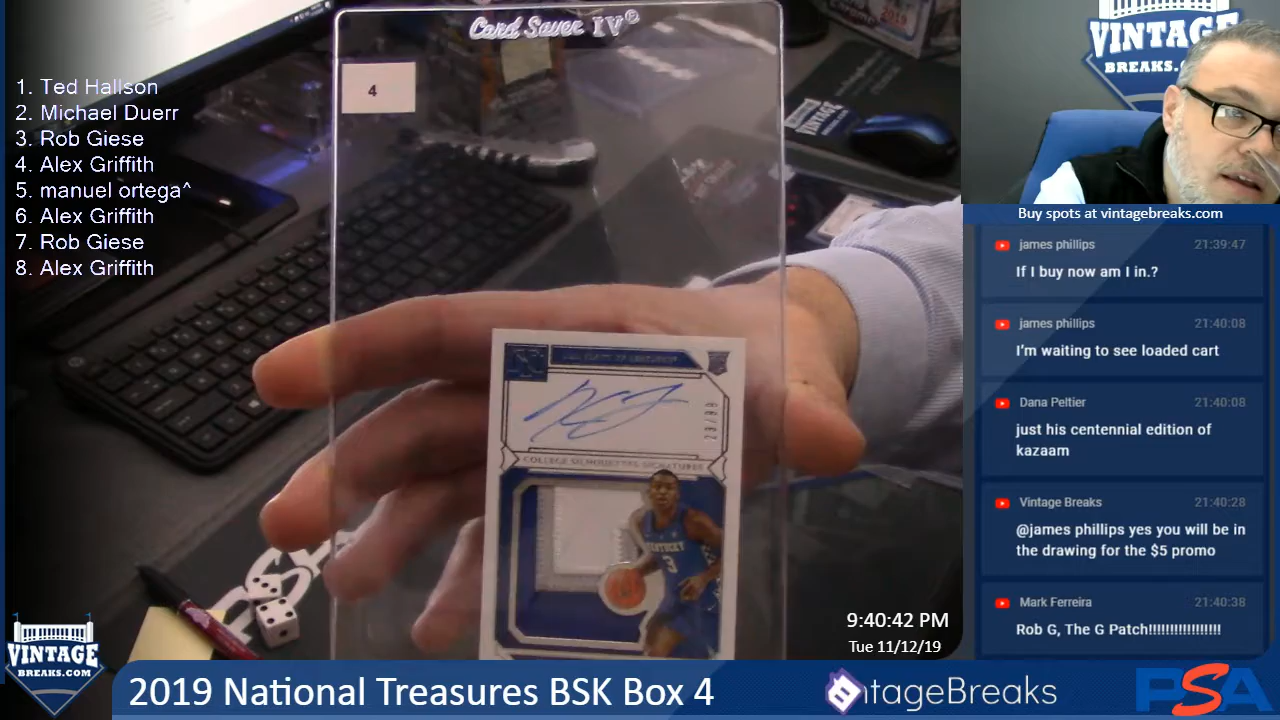 Card Saver IV®
2019
4
1. Ted Hallson
2. Michael Duerr
3. Rob Giese
4. Alex Griffith
5. manuel ortega^
6. Alex Griffith
7. Rob Giese
8. Alex Griffith
VINTAGE
BREAKS.
Buy spots at vintagebreaks.com
james phillips 21:39:47
If I buy now am I in.?
james phillips 21:40:08
I'm waiting to see loaded cart
Dana Peltier 21:40:08
just his centennial edition of
kazaam
Vintage Breaks 21:40:28
@james phillips yes you will be in
the drawing for the $5 promo
Mark Ferreira 21:40:38
Rob G, The G Patch!!!!!!!!!!!!!!!!!
COLLEGE SILHOUETTES SIGNATURES
KENTUCKY
3
9:40:42 PM
Tue 11/12/19
VINTAGE
BREAKS.COM
2019 National Treasures BSK Box 4
ntageBreaks
PSA